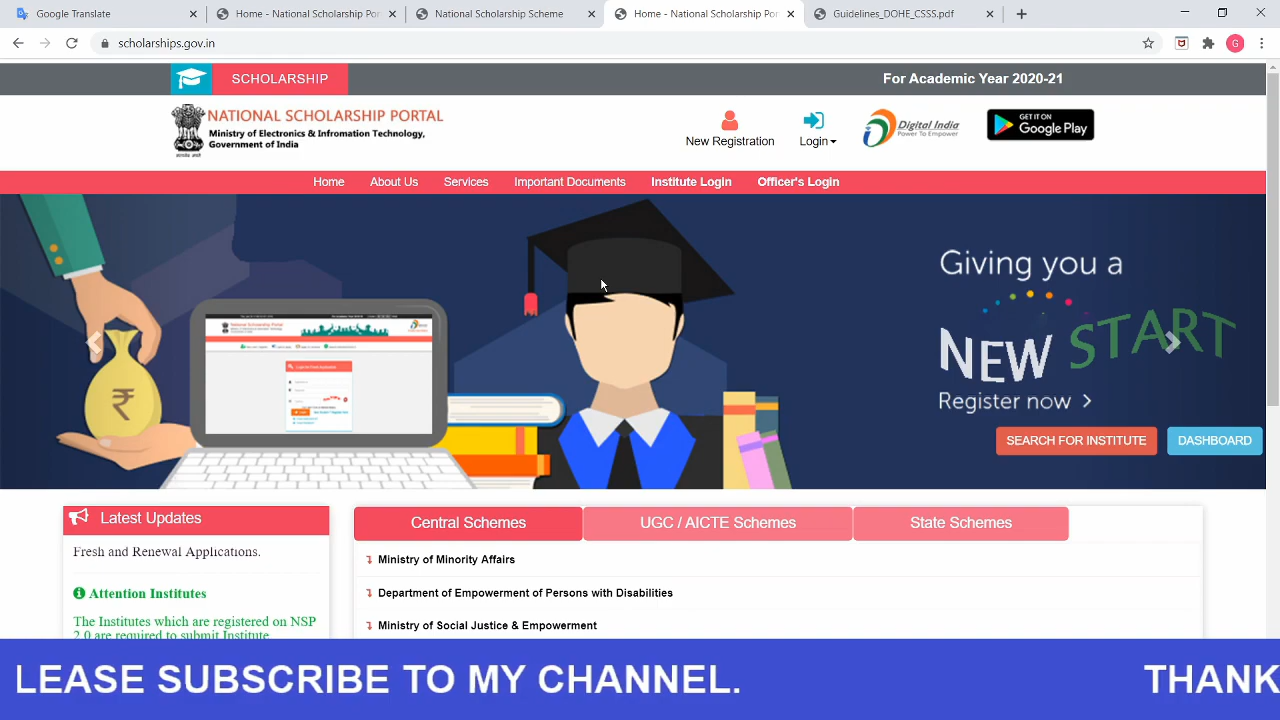 Google Translate
Home - National Scholarship Por
National Scholarship Scheme
Home - National Scholarship Por
Guidelines_DOHE_CSSS.pdf
scholarships.gov.in
G
SCHOLARSHIP
For Academic Year 2020-21
NATIONAL SCHOLARSHIP PORTAL
Ministry of Electronics & Infromation Technology,
Government of India
New Registration
Login
Digital India
Power To Empower
GET IT ON
Google Play
Home
About Us
Services
Important Documents
Institute Login
Officer's Login
Giving you a
NEW START
Register now >
₹
SEARCH FOR INSTITUTE
DASHBOARD
Latest Updates
Fresh and Renewal Applications.
Attention Institutes
The Institutes which are registered on NSP
2.0 are required to submit Institute
Central Schemes
UGC / AICTE Schemes
State Schemes
Ministry of Minority Affairs
Department of Empowerment of Persons with Disabilities
Ministry of Social Justice & Empowerment
LEASE SUBSCRIBE TO MY CHANNEL.
THANK